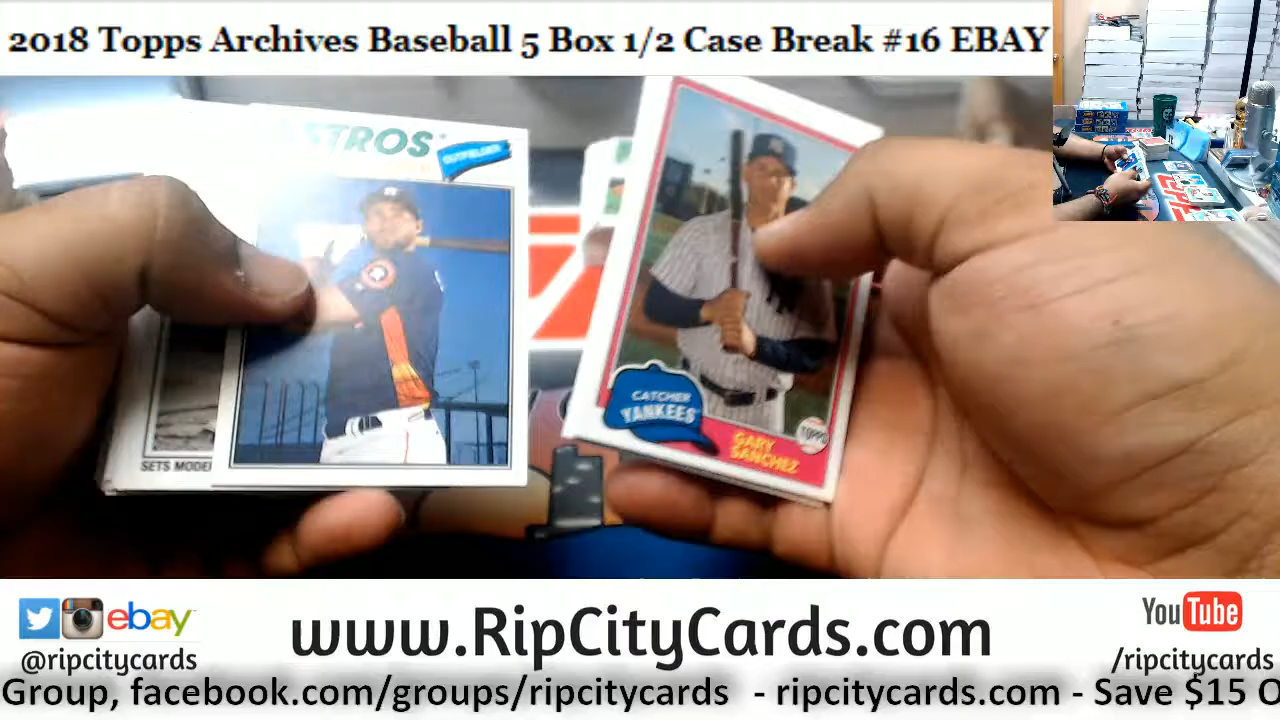 2018 Topps Archives Baseball 5 Box 1/2 Case Break #16 EBAY
STROS
OUTFIELDER
SETS MODE
CATCHER
YANKEES
GARY
SANCHEZ
TOPPS
ebay
@ripcitycards
www.RipCityCards.com
YouTube
/ripcitycards
Group, facebook.com/groups/ripcitycards - ripcitycards.com - Save $15 O